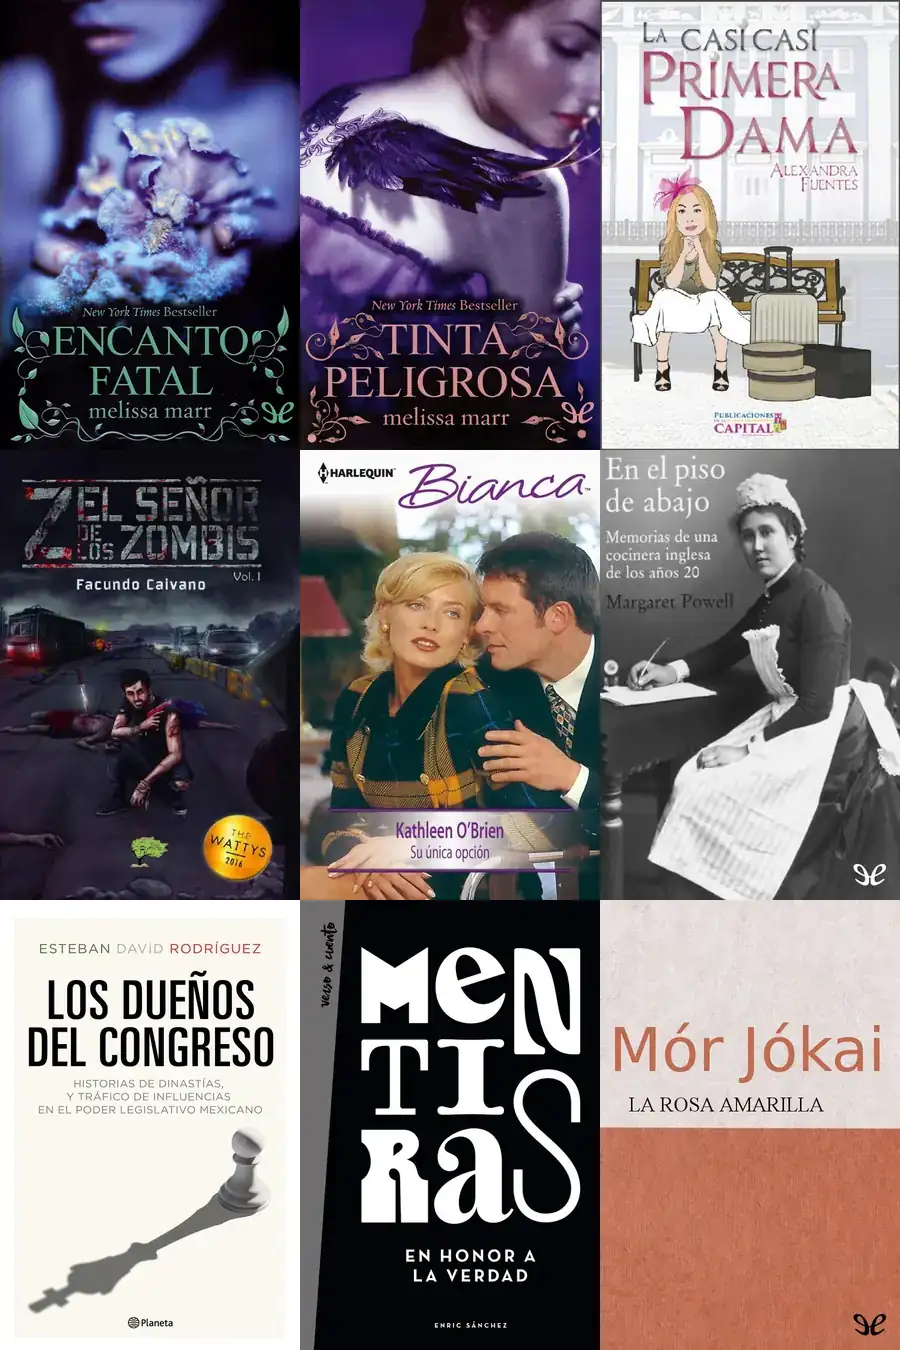 New York Times Bestseller
ENCANTO
FATAL
melissa marr
New York Times Bestseller
TINTA
PELIGROSA
melissa marr
LA CASI CASI
PRIMERA
DAMA
ALEXANDRA
FUENTES
PUBLICACIONES
CAPITAL
Z EL SEÑOR
DE LOS ZOMBIS
Vol. I
Facundo Caivano
THE
WATTYS
2016
HARLEQUIN™
Bianca™
Kathleen O'Brien
Su única opción
En el piso
de abajo
Memorias de una
cocinera inglesa
de los años 20
Margaret Powell
ESTEBAN DAVID RODRÍGUEZ
LOS DUEÑOS
DEL CONGRESO
HISTORIAS DE DINASTÍAS,
Y TRÁFICO DE INFLUENCIAS
EN EL PODER LEGISLATIVO MEXICANO
Planeta
verso & cuento
MeN
TI
RaS
EN HONOR A
LA VERDAD
ENRIC SÁNCHEZ
Mór Jókai
LA ROSA AMARILLA